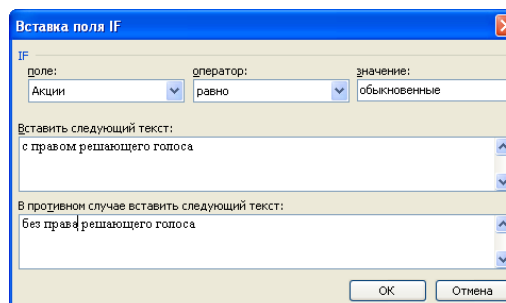 Вставка поля IF
IF
поле: оператор: значение:
Акции равно обыкновенные
Вставить следующий текст:
с правом решающего голоса
В противном случае вставить следующий текст:
без права решающего голоса
ОК Отмена